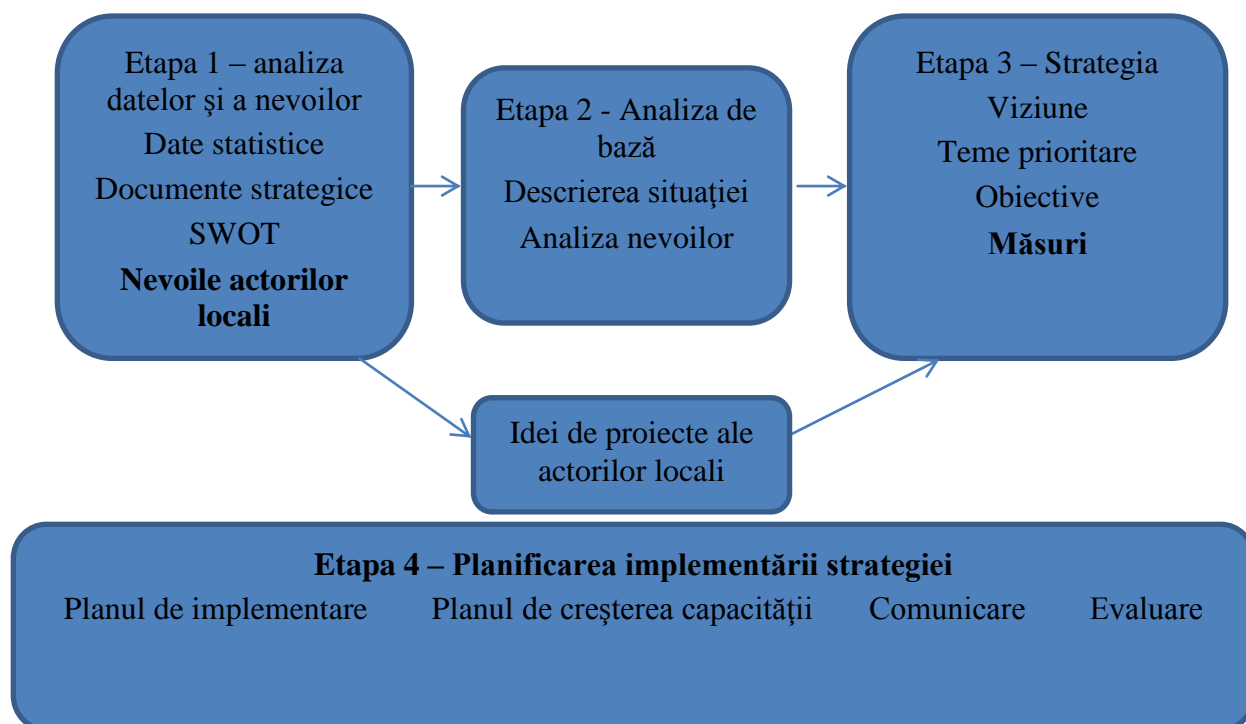 Etapa 1 – analiza
datelor şi a nevoilor
Date statistice
Documente strategice
SWOT
Nevoile actorilor
locali
Etapa 2 - Analiza de
bază
Descrierea situaţiei
Analiza nevoilor
Etapa 3 – Strategia
Viziune
Teme prioritare
Obiective
Măsuri
Idei de proiecte ale
actorilor locali
Etapa 4 – Planificarea implementării strategiei
Planul de implementare Planul de creşterea capacităţii Comunicare Evaluare